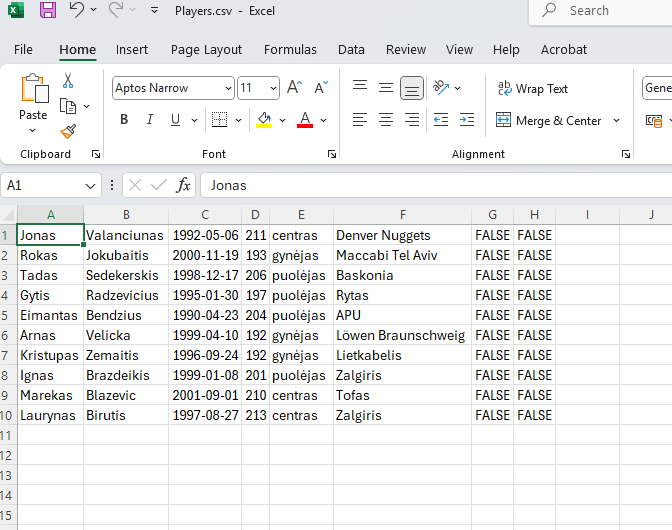 Players.csv - Excel
Search
File Home Insert Page Layout Formulas Data Review View Help Acrobat
Paste
Aptos Narrow 11 A A
B I U A
ab Wrap Text
Merge & Center
Gene
Clipboard Font Alignment
A1 fx Jonas
A B C D E F G H I J
1 Jonas Valanciunas 1992-05-06 211 centras Denver Nuggets FALSE FALSE
2 Rokas Jokubaitis 2000-11-19 193 gynėjas Maccabi Tel Aviv FALSE FALSE
3 Tadas Sedekerskis 1998-12-17 206 puolėjas Baskonia FALSE FALSE
4 Gytis Radzevicius 1995-01-30 197 puolėjas Rytas FALSE FALSE
5 Eimantas Bendzius 1990-04-23 204 puolėjas APU FALSE FALSE
6 Arnas Velicka 1999-04-10 192 gynėjas Löwen Braunschweig FALSE FALSE
7 Kristupas Zemaitis 1996-09-24 192 gynėjas Lietkabelis FALSE FALSE
8 Ignas Brazdeikis 1999-01-08 201 puolėjas Zalgiris FALSE FALSE
9 Marekas Blazevic 2001-09-01 210 centras Tofas FALSE FALSE
10 Laurynas Birutis 1997-08-27 213 centras Zalgiris FALSE FALSE
11
12
13
14
15